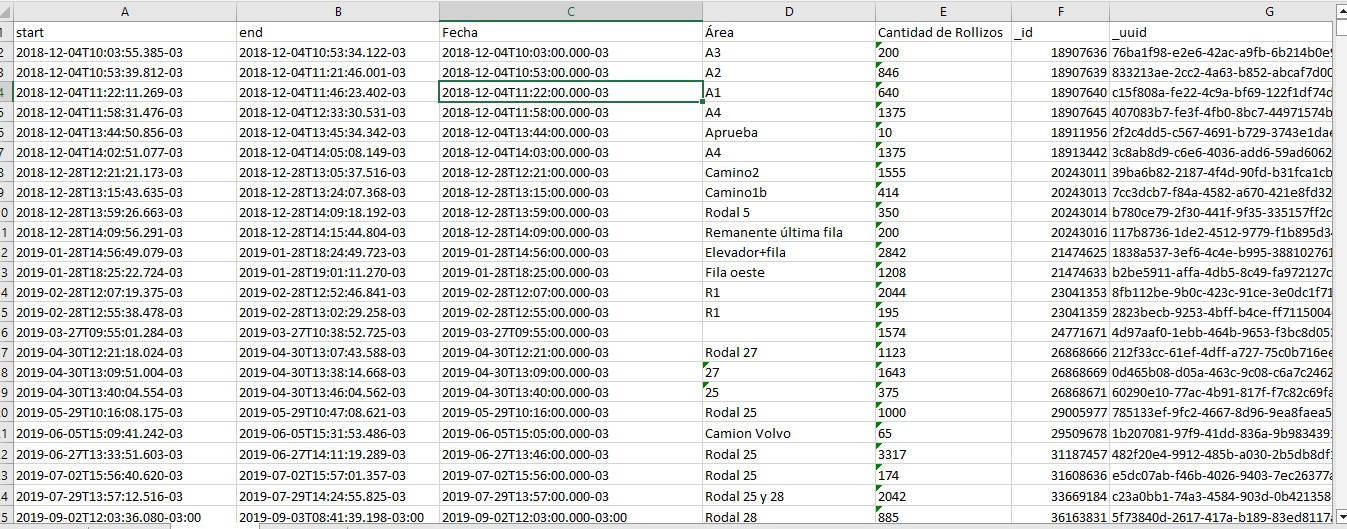 A B C D E F G
1 start end Fecha Área Cantidad de Rollizos _id _uuid
2 2018-12-04T10:03:55.385-03 2018-12-04T10:53:34.122-03 2018-12-04T10:03:00.000-03 A3 200 18907636 76ba1f98-e2e6-42ac-a9fb-6b214b0e9
3 2018-12-04T10:53:39.812-03 2018-12-04T11:21:46.001-03 2018-12-04T10:53:00.000-03 A2 846 18907639 833213ae-2cc2-4a63-b852-abcaf7d00
4 2018-12-04T11:22:11.269-03 2018-12-04T11:46:23.402-03 2018-12-04T11:22:00.000-03 A1 640 18907640 c15f808a-fe22-4c9a-bf69-122f1df74d
5 2018-12-04T11:58:31.476-03 2018-12-04T12:33:30.531-03 2018-12-04T11:58:00.000-03 A4 1375 18907645 407083b7-fe3f-4fb0-8bc7-44971574b
6 2018-12-04T13:44:50.856-03 2018-12-04T13:45:34.342-03 2018-12-04T13:44:00.000-03 Aprueba 10 18911956 2f2c4dd5-c567-4691-b729-3743e1dae
7 2018-12-04T14:02:51.077-03 2018-12-04T14:05:08.149-03 2018-12-04T14:03:00.000-03 A4 1375 18913442 3c8ab8d9-c6e6-4036-add6-59ad6062
8 2018-12-28T12:21:21.173-03 2018-12-28T13:05:37.516-03 2018-12-28T12:21:00.000-03 Camino2 1555 20243011 39ba6b82-2187-4f4d-90fd-b31fca1cb
9 2018-12-28T13:15:43.635-03 2018-12-28T13:24:07.368-03 2018-12-28T13:15:00.000-03 Camino1b 414 20243013 7cc3dcb7-f84a-4582-a670-421e8fd32
0 2018-12-28T13:59:26.663-03 2018-12-28T14:09:18.192-03 2018-12-28T13:59:00.000-03 Rodal 5 350 20243014 b780ce79-2f30-441f-9f35-335157ff2c
1 2018-12-28T14:09:56.291-03 2018-12-28T14:15:44.804-03 2018-12-28T14:09:00.000-03 Remanente última fila 200 20243016 117b8736-1de2-4512-9779-f1b895d34
2 2019-01-28T14:56:49.079-03 2019-01-28T18:24:49.723-03 2019-01-28T14:56:00.000-03 Elevador+fila 2842 21474625 1838a537-3ef6-4c4e-b995-388102761
3 2019-01-28T18:25:22.724-03 2019-01-28T19:01:11.270-03 2019-01-28T18:25:00.000-03 Fila oeste 1208 21474633 b2be5911-affa-4db5-8c49-fa972127c
4 2019-02-28T12:07:19.375-03 2019-02-28T12:52:46.841-03 2019-02-28T12:07:00.000-03 R1 2044 23041353 8fb112be-9b0c-423c-91ce-3e0dc1f71
5 2019-02-28T12:55:38.478-03 2019-02-28T13:02:29.258-03 2019-02-28T12:55:00.000-03 R1 195 23041359 2823becb-9253-4bff-b4ce-ff7115004
6 2019-03-27T09:55:01.284-03 2019-03-27T10:38:52.725-03 2019-03-27T09:55:00.000-03 1574 24771671 4d97aaf0-1ebb-464b-9653-f3bc8d05
7 2019-04-30T12:21:18.024-03 2019-04-30T13:07:43.588-03 2019-04-30T12:21:00.000-03 Rodal 27 1123 26868666 212f33cc-61ef-4dff-a727-75c0b716ee
8 2019-04-30T13:09:51.004-03 2019-04-30T13:38:14.668-03 2019-04-30T13:09:00.000-03 27 1643 26868669 0d465b08-d05a-463c-9c08-c6a7c2462
9 2019-04-30T13:40:04.554-03 2019-04-30T13:46:04.562-03 2019-04-30T13:40:00.000-03 25 375 26868671 60290e10-77ac-4b91-817f-f7c82c69fa
0 2019-05-29T10:16:08.175-03 2019-05-29T10:47:08.621-03 2019-05-29T10:16:00.000-03 Rodal 25 1000 29005977 785133ef-9fc2-4667-8d96-9ea8faea5
1 2019-06-05T15:09:41.242-03 2019-06-05T15:31:53.486-03 2019-06-05T15:05:00.000-03 Camion Volvo 65 29509678 1b207081-97f9-41dd-836a-9b983439
2 2019-06-27T13:33:51.603-03 2019-06-27T14:11:19.289-03 2019-06-27T13:46:00.000-03 Rodal 25 3317 31187457 482f20e4-9912-485b-a030-2b5db8df
3 2019-07-02T15:56:40.620-03 2019-07-02T15:57:01.357-03 2019-07-02T15:56:00.000-03 Rodal 25 174 31608636 e5dc07ab-f46b-4026-9403-7ec26377
4 2019-07-29T13:57:12.516-03 2019-07-29T14:24:55.825-03 2019-07-29T13:57:00.000-03 Rodal 25 y 28 2042 33669184 c23a0bb1-74a3-4584-903d-0b421358
5 2019-09-02T12:03:36.080-03:00 2019-09-03T08:41:39.198-03:00 2019-09-02T12:03:00.000-03:00 Rodal 28 885 36163831 5f73840d-2617-417a-b189-83ed8117